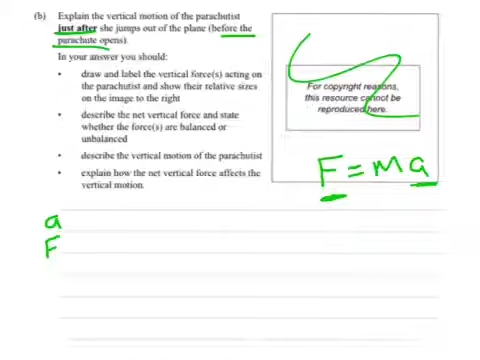 (b) Explain the vertical motion of the parachutist
just after she jumps out of the plane (before the
parachute opens).
In your answer you should:
• draw and label the vertical force(s) acting on
the parachutist and show their relative sizes
on the image to the right
• describe the net vertical force and state
whether the force(s) are balanced or
unbalanced
• describe the vertical motion of the parachutist
• explain how the net vertical force affects the
vertical motion.
For copyright reasons,
this resource cannot be
reproduced here.
F = ma
a
F